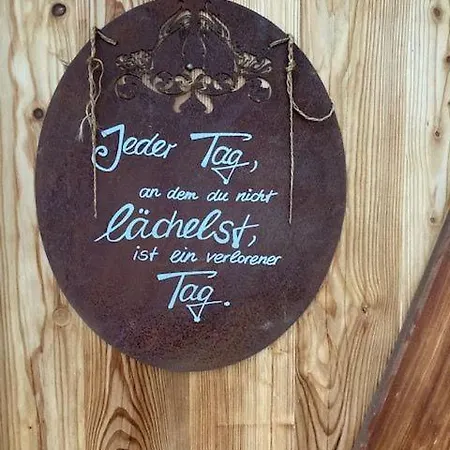 Jeder Tag,
an dem du nicht
lächelst,
ist ein verlorener
Tag.